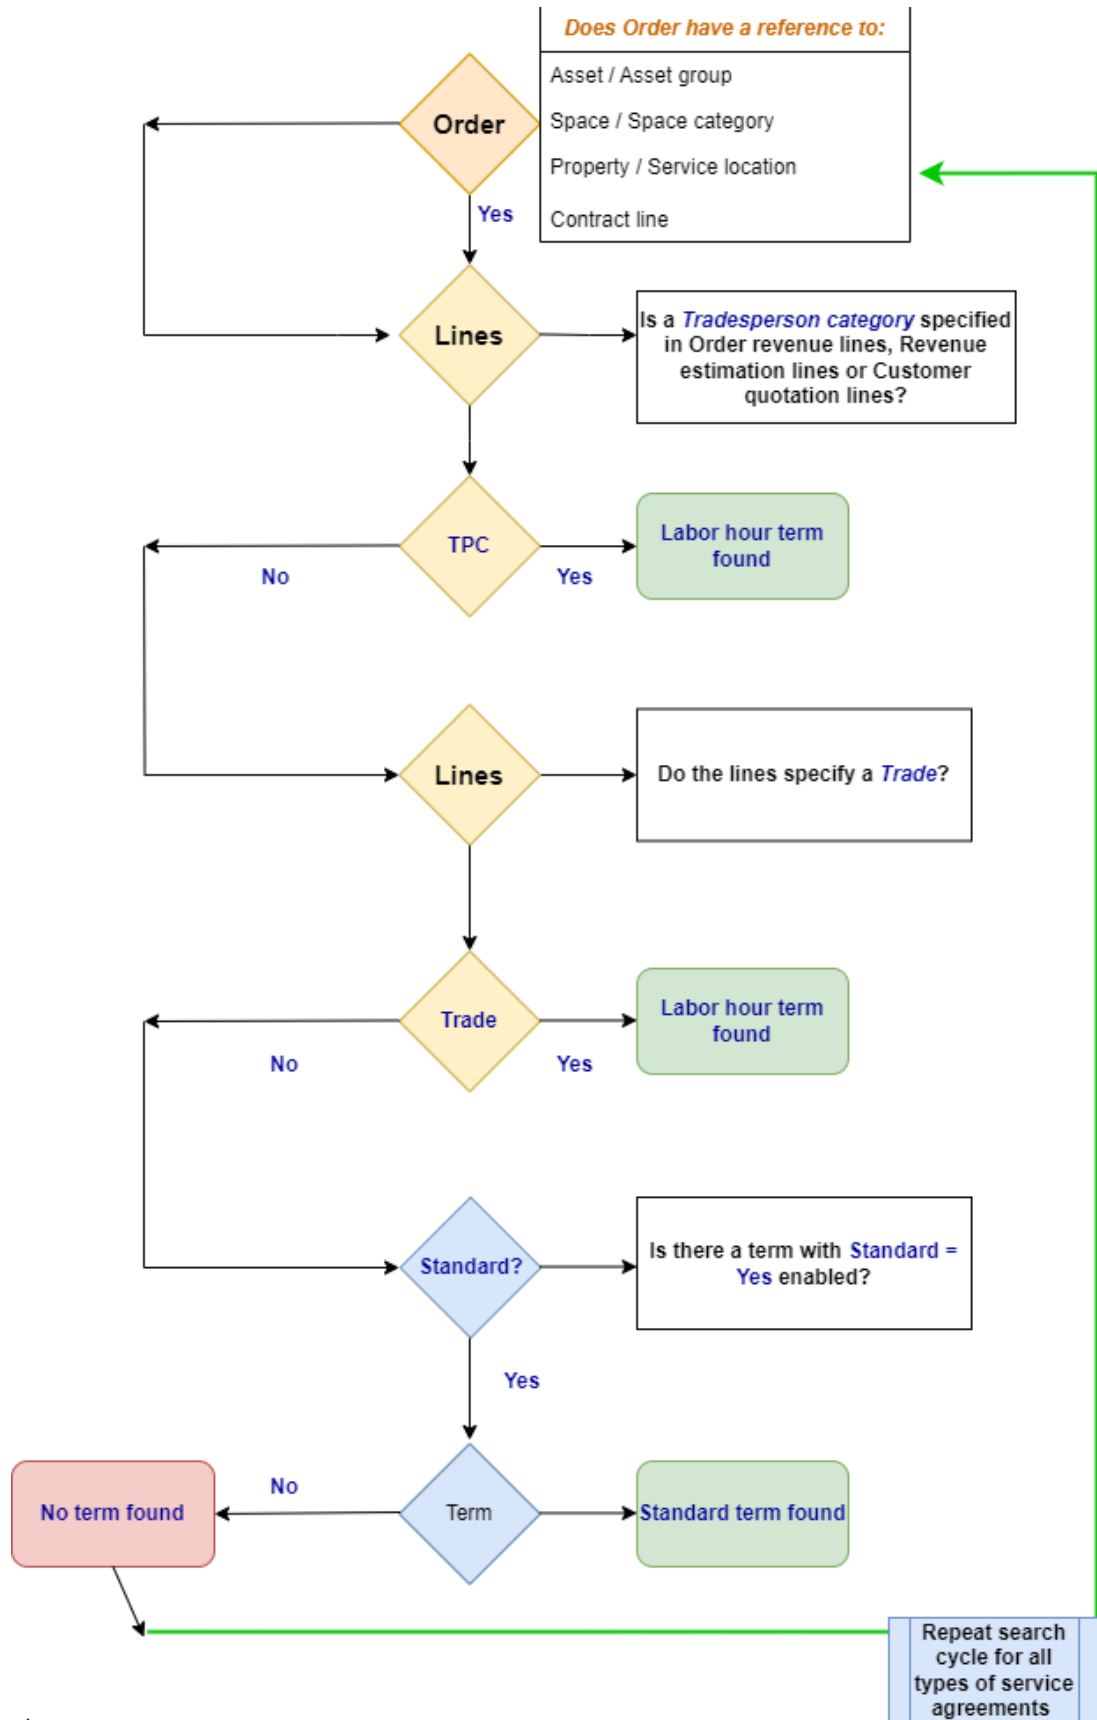 Does Order have a reference to:
Order
Asset / Asset group
Space / Space category
Property / Service location
Contract line
Yes
Lines
Is a Tradesperson category specified
in Order revenue lines, Revenue
estimation lines or Customer
quotation lines?
TPC
No
Yes
Labor hour term
found
Lines
Do the lines specify a Trade?
Trade
No
Yes
Labor hour term
found
Standard?
Is there a term with Standard =
Yes enabled?
Yes
No term found
No
Term
Standard term found
Repeat search
cycle for all
types of service
agreements